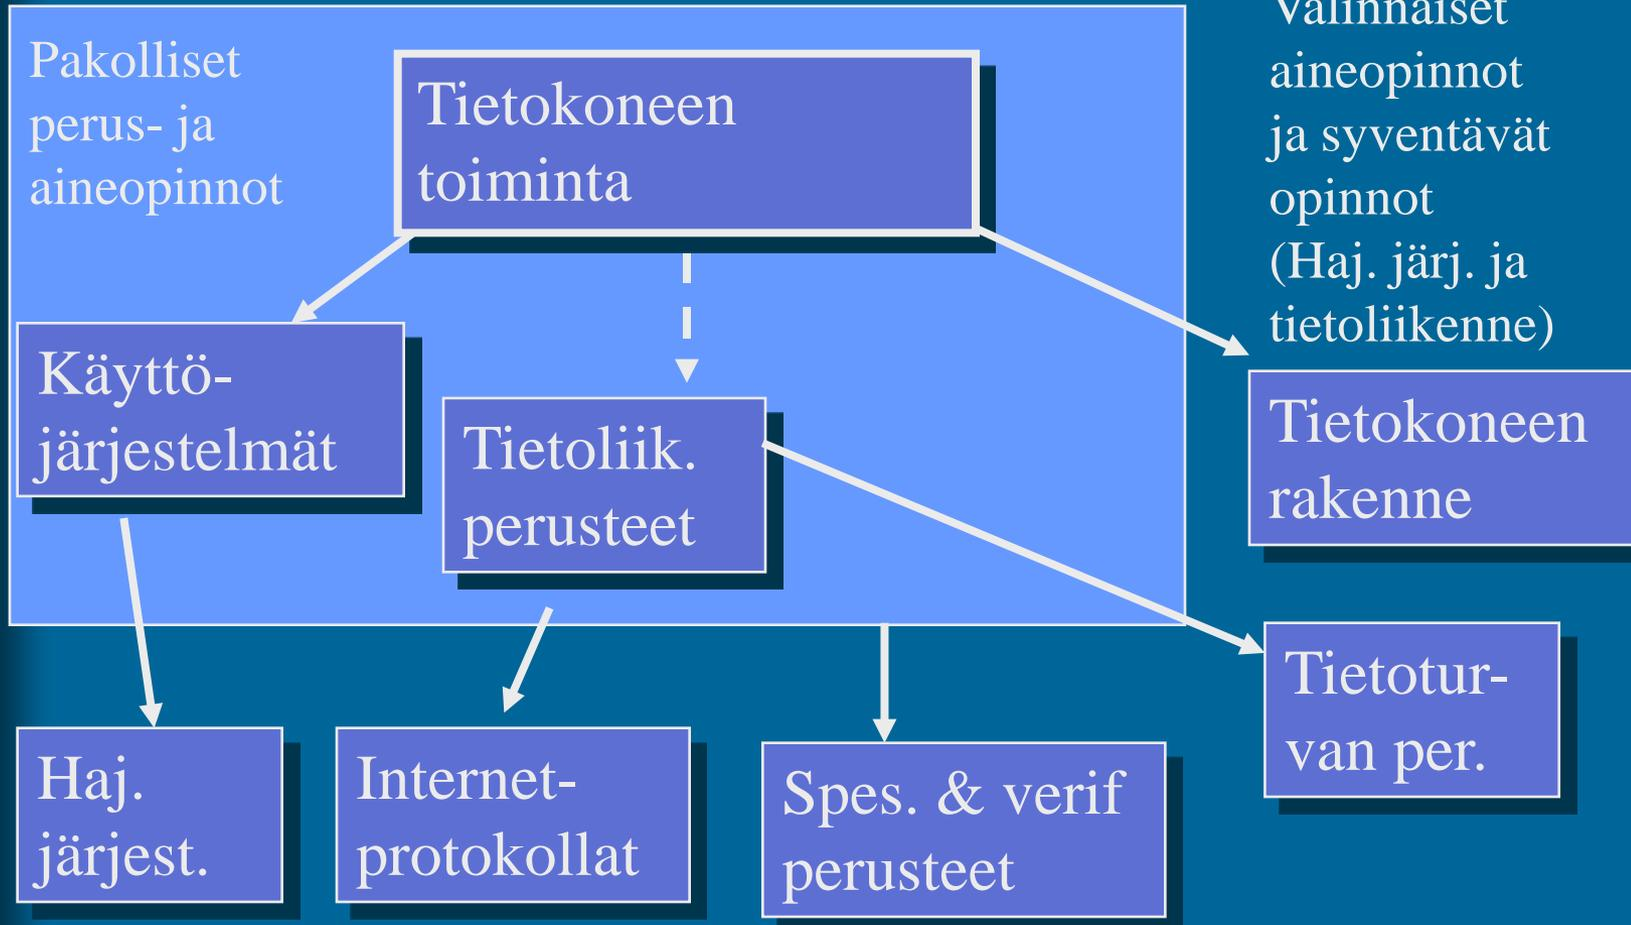 Pakolliset
perus- ja
aineopinnot
Tietokoneen
toiminta
Valinnaiset
aineopinnot
ja syventävät
opinnot
(Haj. järj. ja
tietoliikenne)
Käyttö-
järjestelmät
Tietoliik.
perusteet
Tietokoneen
rakenne
Tietotur-
van per.
Haj.
järjest.
Internet-
protokollat
Spes. & verif
perusteet